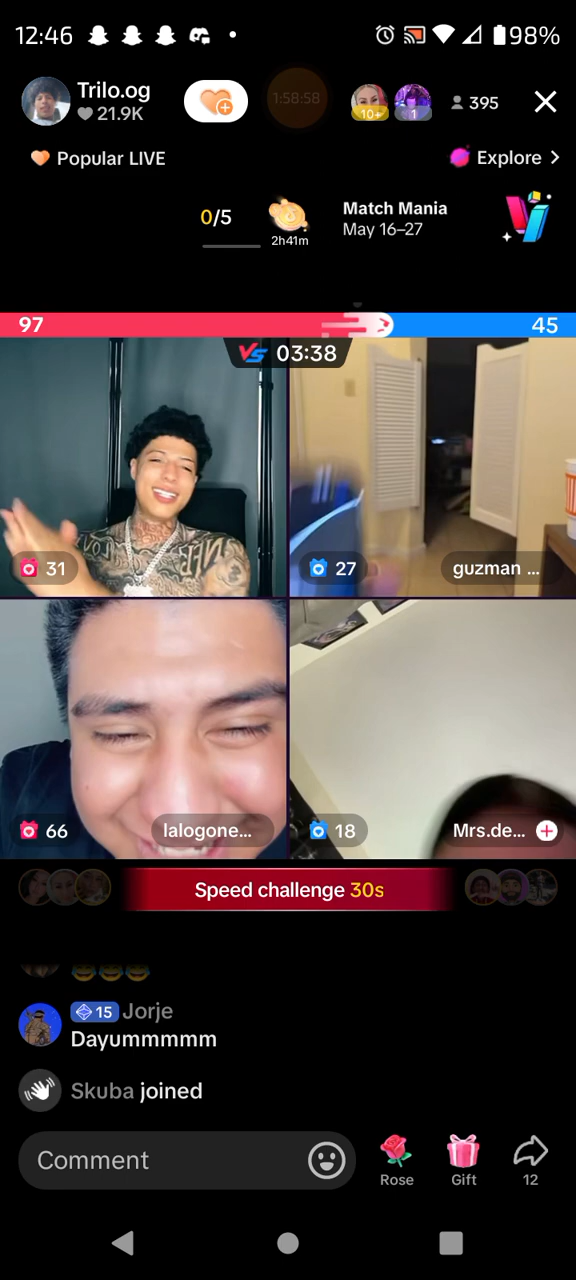 12:46
98%
Trilo.og
21.9K
1:58:58
10+
1
395
Popular LIVE
Explore
0/5
2h41m
Match Mania
May 16–27
97
45
VS 03:38
31
27
guzman ...
66
lalogone...
18
Mrs.de...
Speed challenge 30s
15 Jorje
Dayummmmm
Skuba joined
Comment
Rose
Gift
12